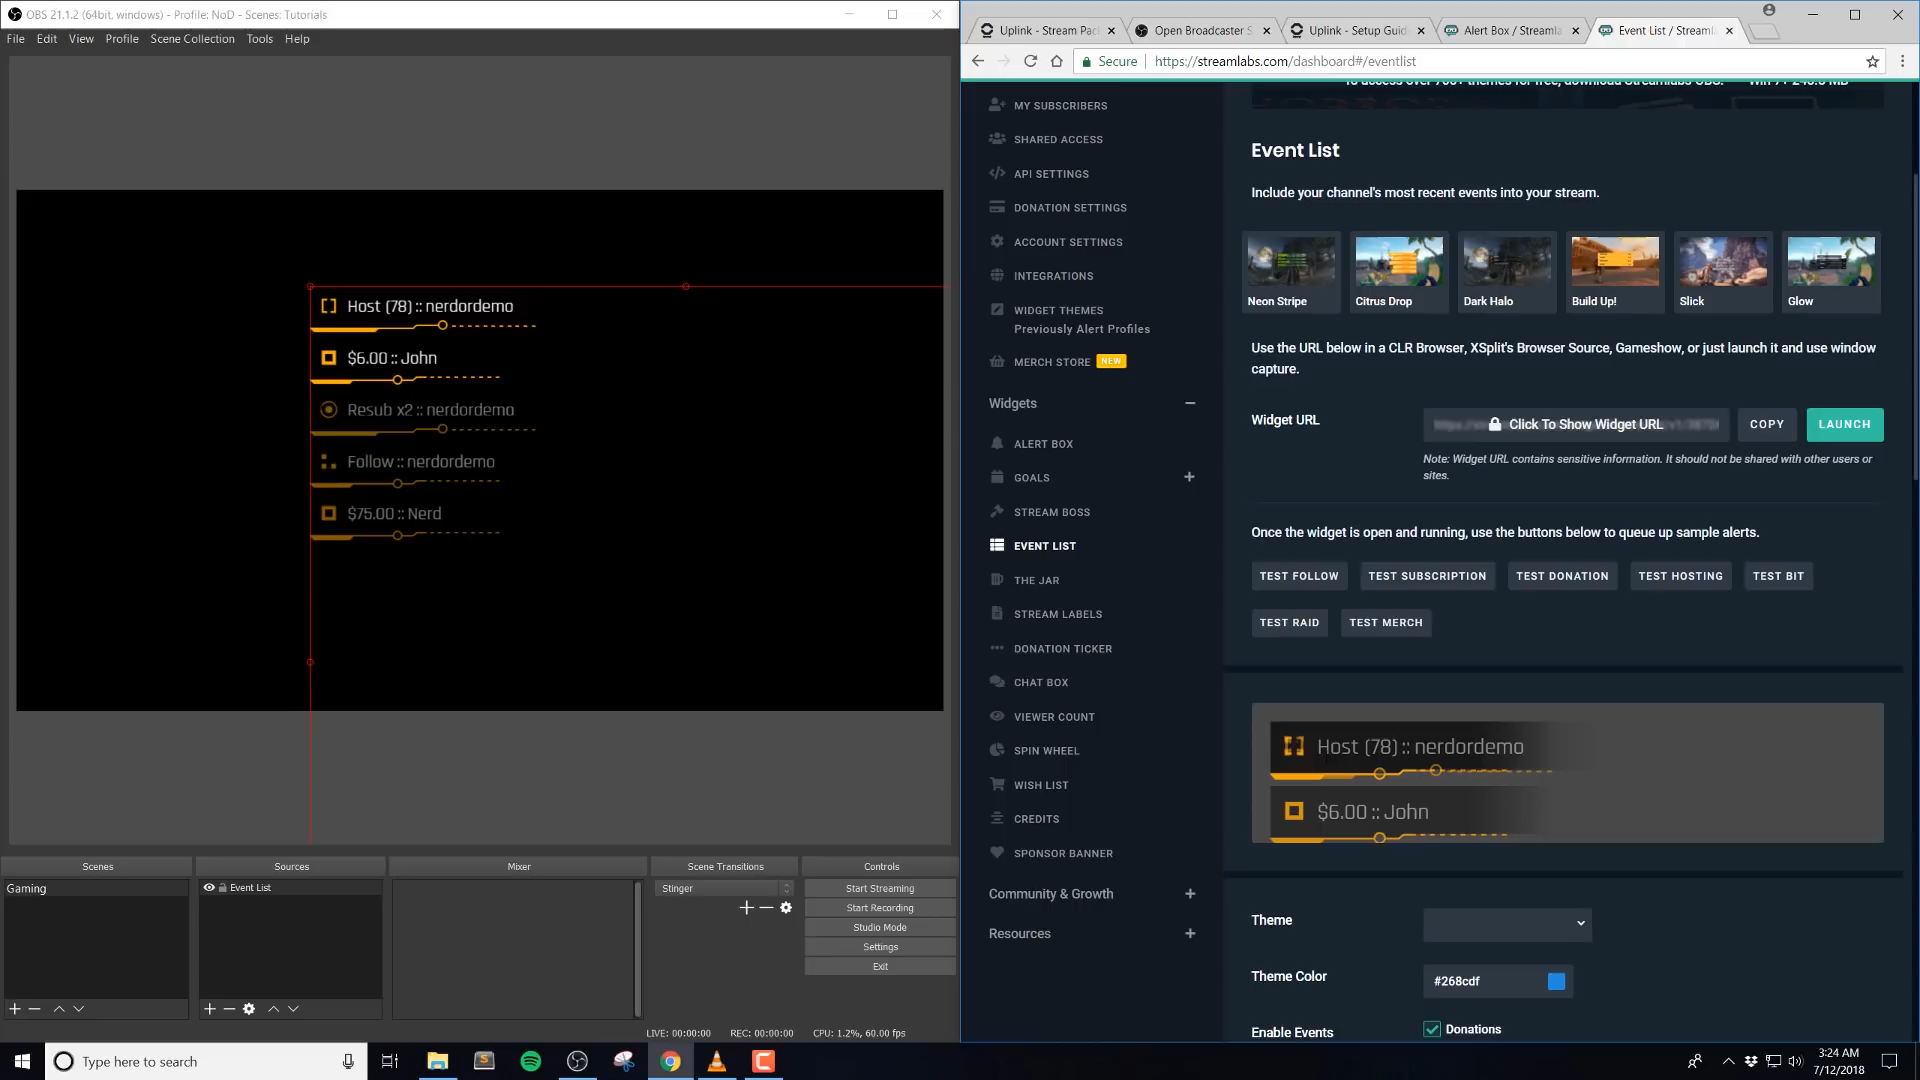 OBS 21.1.2 (64bit, windows) - Profile: NoD - Scenes: Tutorials
File Edit View Profile Scene Collection Tools Help
Host (78) :: nerdordemo
$6.00 :: John
Resub x2 :: nerdordemo
Follow :: nerdordemo
$75.00 :: Nerd
Scenes
Sources
Mixer
Scene Transitions
Controls
Gaming
Event List
Stinger
Start Streaming
Start Recording
Studio Mode
Settings
Exit
LIVE: 00:00:00 REC: 00:00:00 CPU: 1.2%, 60.00 fps
Uplink - Stream Pac
Open Broadcaster S
Uplink - Setup Guid
Alert Box / Streamla
Event List / Streaml
Secure https://streamlabs.com/dashboard#/eventlist
MY SUBSCRIBERS
SHARED ACCESS
API SETTINGS
DONATION SETTINGS
ACCOUNT SETTINGS
INTEGRATIONS
WIDGET THEMES
Previously Alert Profiles
MERCH STORE NEW
Widgets
ALERT BOX
GOALS
STREAM BOSS
EVENT LIST
THE JAR
STREAM LABELS
DONATION TICKER
CHAT BOX
VIEWER COUNT
SPIN WHEEL
WISH LIST
CREDITS
SPONSOR BANNER
Community & Growth
Resources
Event List
Include your channel's most recent events into your stream.
Neon Stripe
Citrus Drop
Dark Halo
Build Up!
Slick
Glow
Use the URL below in a CLR Browser, XSplit's Browser Source, Gameshow, or just launch it and use window
capture.
Widget URL
Click To Show Widget URL
COPY
LAUNCH
Note: Widget URL contains sensitive information. It should not be shared with other users or
sites.
Once the widget is open and running, use the buttons below to queue up sample alerts.
TEST FOLLOW TEST SUBSCRIPTION TEST DONATION TEST HOSTING TEST BIT
TEST RAID TEST MERCH
Host (78) :: nerdordemo
$6.00 :: John
Theme
Theme Color
#268cdf
Enable Events
Donations
Type here to search
3:24 AM
7/12/2018